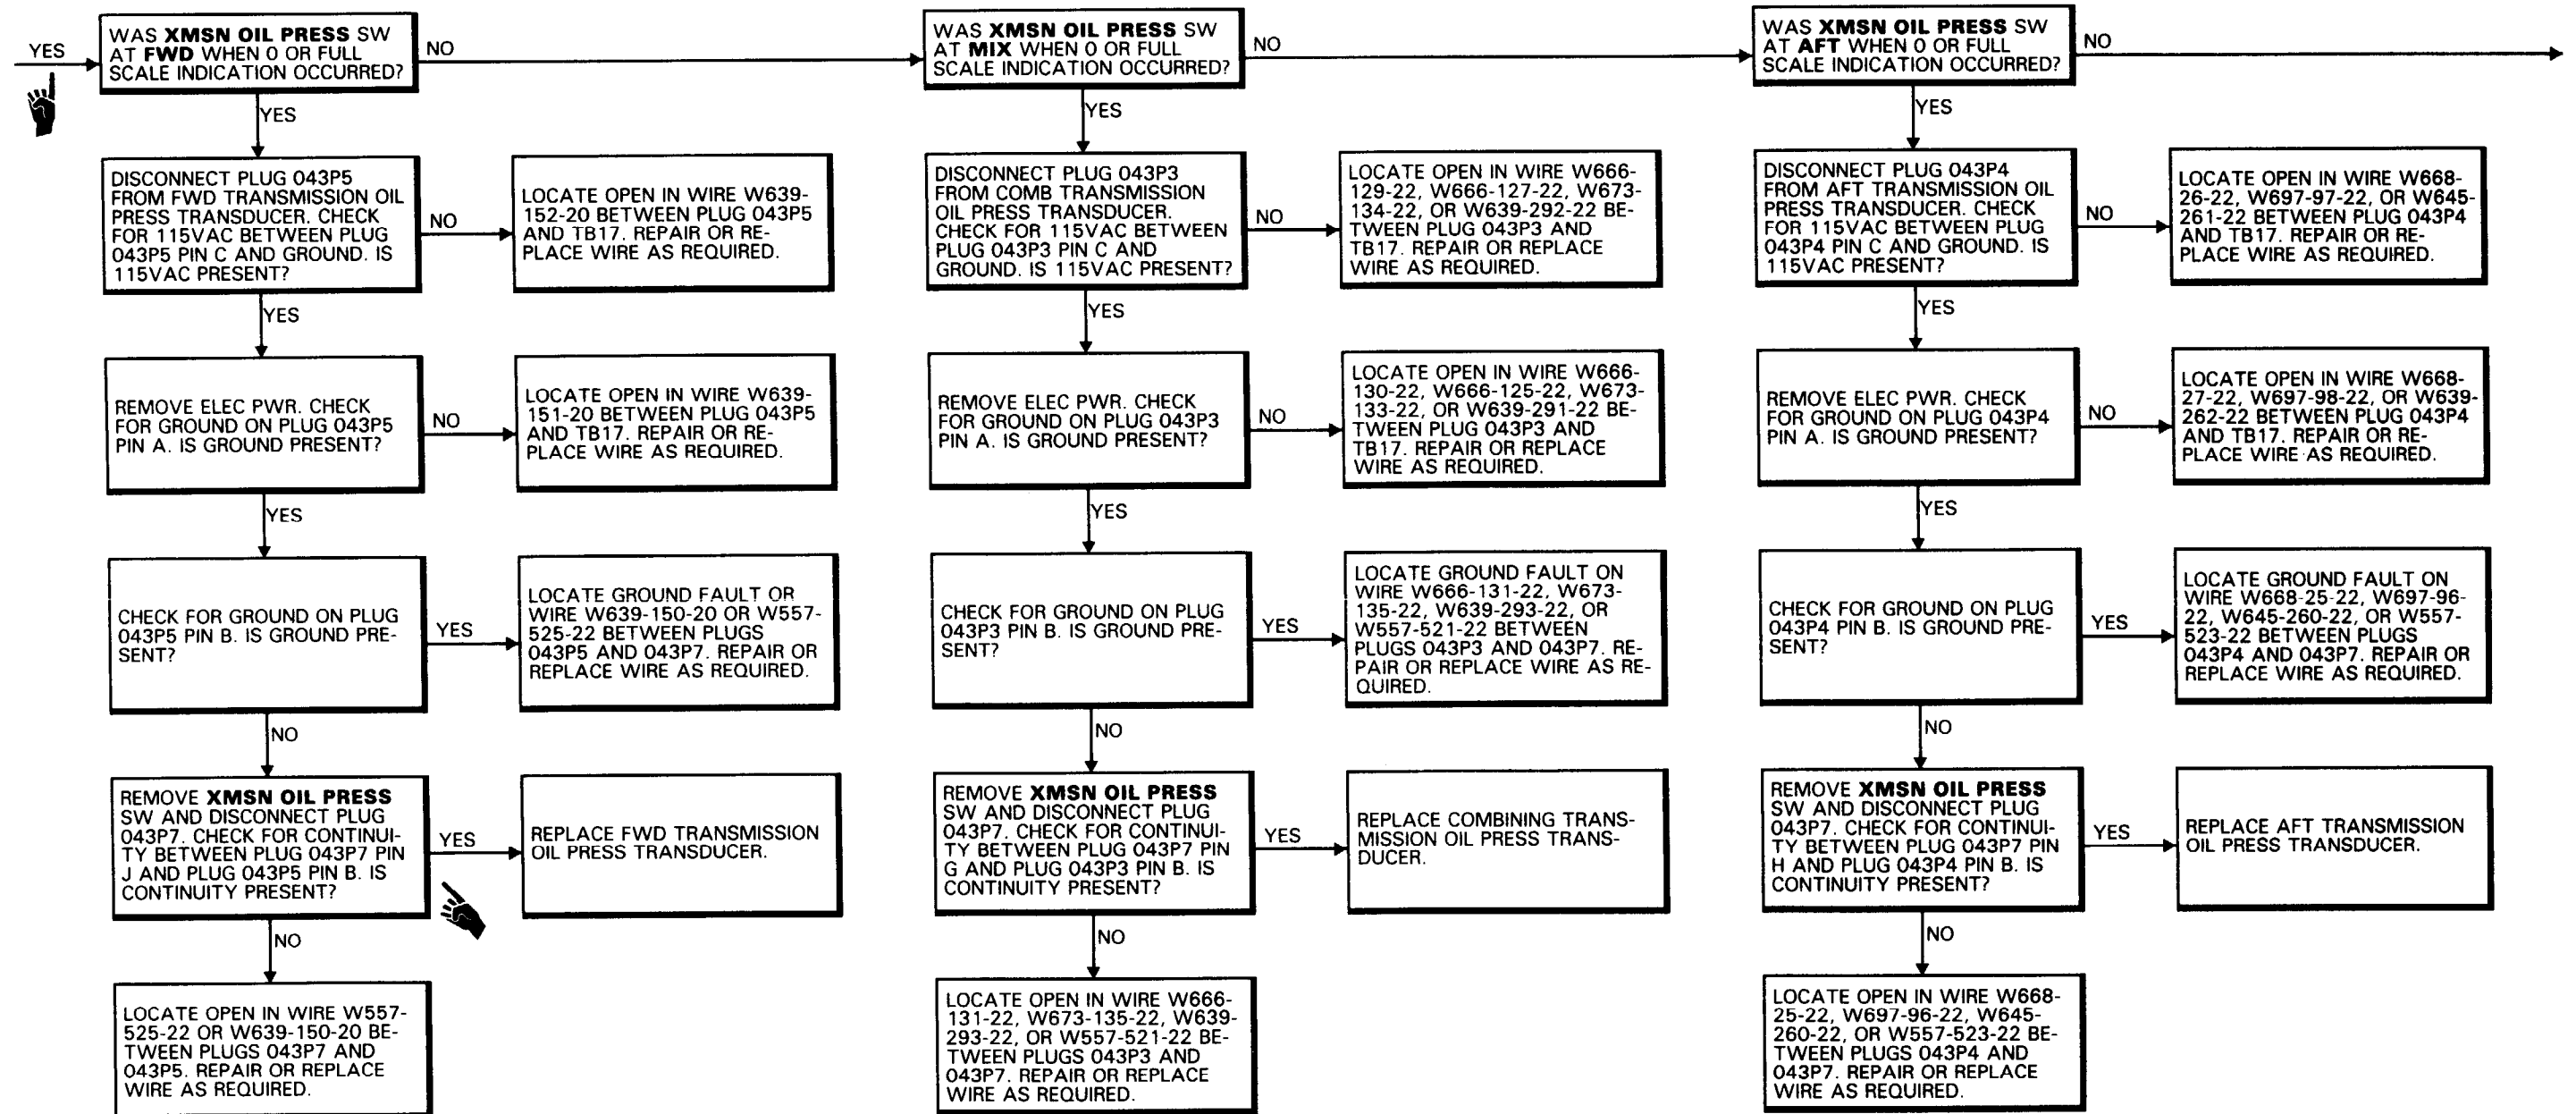 YES
WAS XMSN OIL PRESS SW
AT FWD WHEN 0 OR FULL
SCALE INDICATION OCCURRED?
NO
WAS XMSN OIL PRESS SW
AT MIX WHEN 0 OR FULL
SCALE INDICATION OCCURRED?
NO
WAS XMSN OIL PRESS SW
AT AFT WHEN 0 OR FULL
SCALE INDICATION OCCURRED?
NO
YES
YES
YES
DISCONNECT PLUG 043P5
FROM FWD TRANSMISSION OIL
PRESS TRANSDUCER. CHECK
FOR 115VAC BETWEEN PLUG
043P5 PIN C AND GROUND. IS
115VAC PRESENT?
NO
LOCATE OPEN IN WIRE W639-
152-20 BETWEEN PLUG 043P5
AND TB17. REPAIR OR RE-
PLACE WIRE AS REQUIRED.
DISCONNECT PLUG 043P3
FROM COMB TRANSMISSION
OIL PRESS TRANSDUCER.
CHECK FOR 115VAC BETWEEN
PLUG 043P3 PIN C AND
GROUND. IS 115VAC PRESENT?
NO
LOCATE OPEN IN WIRE W666-
129-22, W666-127-22, W673-
134-22, OR W639-292-22 BE-
TWEEN PLUG 043P3 AND
TB17. REPAIR OR REPLACE
WIRE AS REQUIRED.
DISCONNECT PLUG 043P4
FROM AFT TRANSMISSION OIL
PRESS TRANSDUCER. CHECK
FOR 115VAC BETWEEN PLUG
043P4 PIN C AND GROUND. IS
115VAC PRESENT?
NO
LOCATE OPEN IN WIRE W668-
26-22, W697-97-22, OR W645-
261-22 BETWEEN PLUG 043P4
AND TB17. REPAIR OR RE-
PLACE WIRE AS REQUIRED.
YES
YES
YES
REMOVE ELEC PWR. CHECK
FOR GROUND ON PLUG 043P5
PIN A. IS GROUND PRESENT?
NO
LOCATE OPEN IN WIRE W639-
151-20 BETWEEN PLUG 043P5
AND TB17. REPAIR OR RE-
PLACE WIRE AS REQUIRED.
REMOVE ELEC PWR. CHECK
FOR GROUND ON PLUG 043P3
PIN A. IS GROUND PRESENT?
NO
LOCATE OPEN IN WIRE W666-
130-22, W666-125-22, W673-
133-22, OR W639-291-22 BE-
TWEEN PLUG 043P3 AND
TB17. REPAIR OR REPLACE
WIRE AS REQUIRED.
REMOVE ELEC PWR. CHECK
FOR GROUND ON PLUG 043P4
PIN A. IS GROUND PRESENT?
NO
LOCATE OPEN IN WIRE W668-
27-22, W697-98-22, OR W639-
262-22 BETWEEN PLUG 043P4
AND TB17. REPAIR OR RE-
PLACE WIRE AS REQUIRED.
YES
YES
YES
CHECK FOR GROUND ON PLUG
043P5 PIN B. IS GROUND PRE-
SENT?
YES
LOCATE GROUND FAULT OR
WIRE W639-150-20 OR W557-
525-22 BETWEEN PLUGS
043P5 AND 043P7. REPAIR OR
REPLACE WIRE AS REQUIRED.
CHECK FOR GROUND ON PLUG
043P3 PIN B. IS GROUND PRE-
SENT?
YES
LOCATE GROUND FAULT ON
WIRE W666-131-22, W673-
135-22, W639-293-22, OR
W557-521-22 BETWEEN
PLUGS 043P3 AND 043P7. RE-
PAIR OR REPLACE WIRE AS RE-
QUIRED.
CHECK FOR GROUND ON PLUG
043P4 PIN B. IS GROUND PRE-
SENT?
YES
LOCATE GROUND FAULT ON
WIRE W668-25-22, W697-96-
22, W645-260-22, OR W557-
523-22 BETWEEN PLUGS
043P4 AND 043P7. REPAIR OR
REPLACE WIRE AS REQUIRED.
NO
NO
NO
REMOVE XMSN OIL PRESS
SW AND DISCONNECT PLUG
043P7. CHECK FOR CONTINUI-
TY BETWEEN PLUG 043P7 PIN
J AND PLUG 043P5 PIN B. IS
CONTINUITY PRESENT?
YES
REPLACE FWD TRANSMISSION
OIL PRESS TRANSDUCER.
REMOVE XMSN OIL PRESS
SW AND DISCONNECT PLUG
043P7. CHECK FOR CONTINUI-
TY BETWEEN PLUG 043P7 PIN
G AND PLUG 043P3 PIN B. IS
CONTINUITY PRESENT?
YES
REPLACE COMBINING TRANS-
MISSION OIL PRESS TRANS-
DUCER.
REMOVE XMSN OIL PRESS
SW AND DISCONNECT PLUG
043P7. CHECK FOR CONTINUI-
TY BETWEEN PLUG 043P7 PIN
H AND PLUG 043P4 PIN B. IS
CONTINUITY PRESENT?
YES
REPLACE AFT TRANSMISSION
OIL PRESS TRANSDUCER.
NO
NO
NO
LOCATE OPEN IN WIRE W557-
525-22 OR W639-150-20 BE-
TWEEN PLUGS 043P7 AND
043P5. REPAIR OR REPLACE
WIRE AS REQUIRED.
LOCATE OPEN IN WIRE W666-
131-22, W673-135-22, W639-
293-22, OR W557-521-22 BE-
TWEEN PLUGS 043P3 AND
043P7. REPAIR OR REPLACE
WIRE AS REQUIRED.
LOCATE OPEN IN WIRE W668-
25-22, W697-96-22, W645-
260-22, OR W557-523-22 BE-
TWEEN PLUGS 043P4 AND
043P7. REPAIR OR REPLACE
WIRE AS REQUIRED.